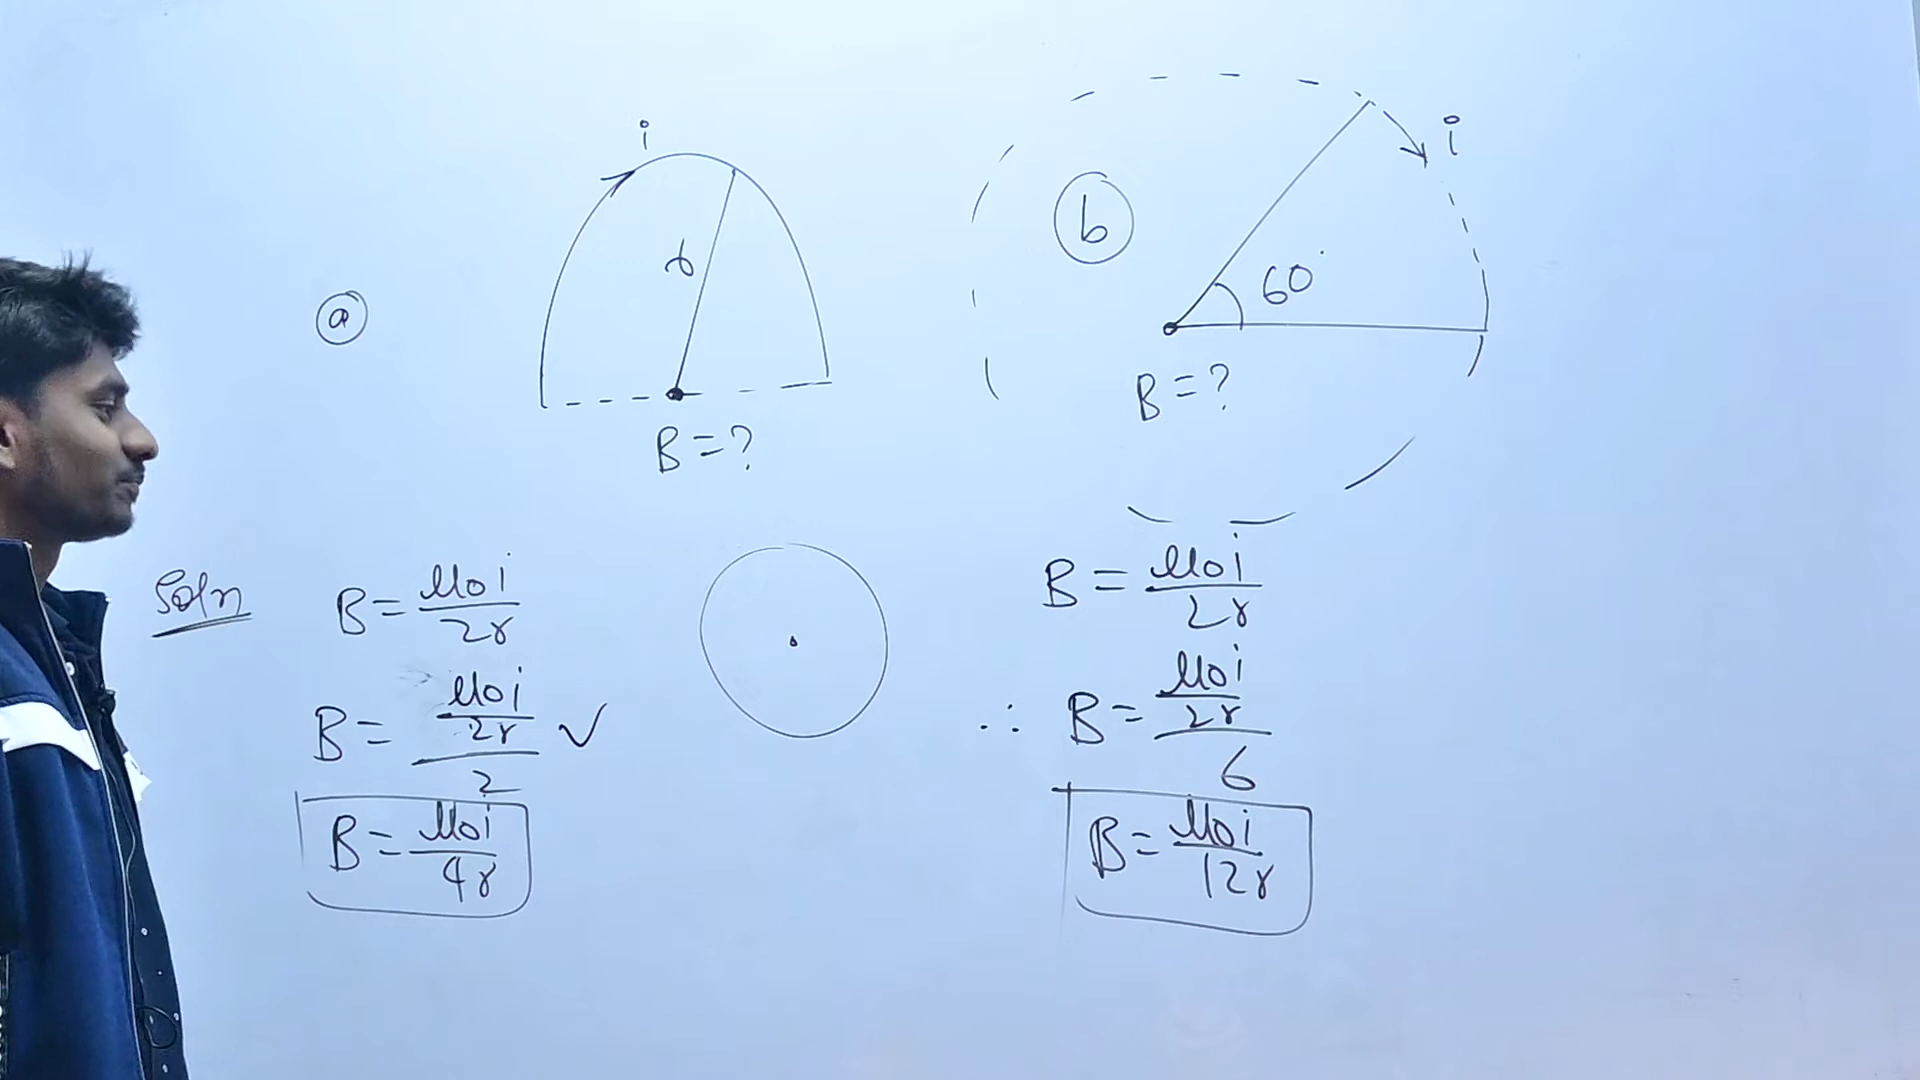 i
r
ⓐ
B = ?
ⓑ
i
60°
B = ?
Soln
B = μ₀i / 2r
B = (μ₀i / 2r) / 2 ✓
B = μ₀i / 4r
B = μ₀i / 2r
∴ B = (μ₀i / 2r) / 6
B = μ₀i / 12r